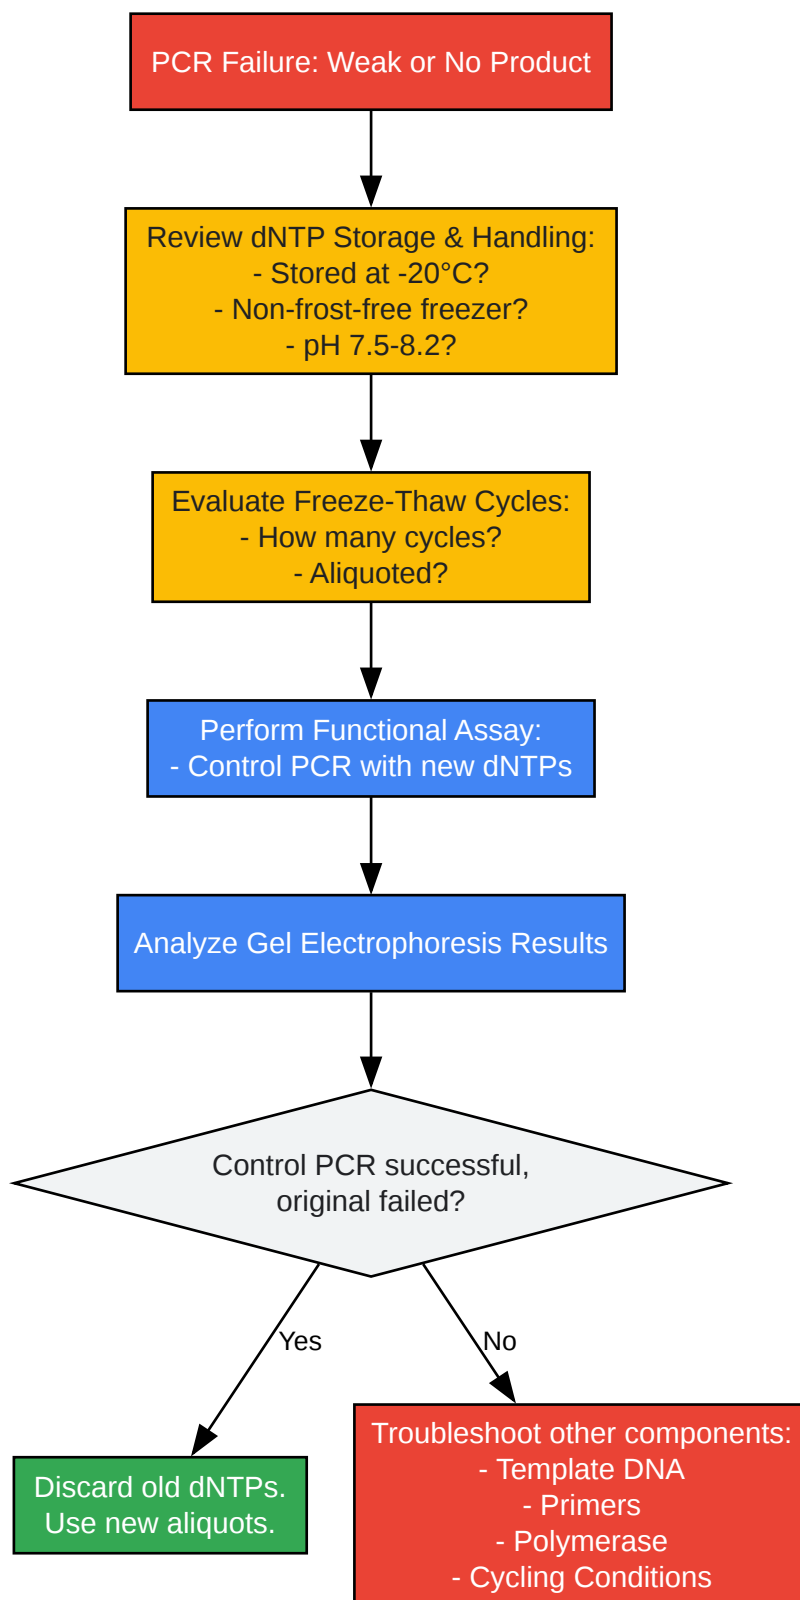 PCR Failure: Weak or No Product
Review dNTP Storage & Handling:
- Stored at -20°C?
- Non-frost-free freezer?
- pH 7.5-8.2?
Evaluate Freeze-Thaw Cycles:
- How many cycles?
- Aliquoted?
Perform Functional Assay:
- Control PCR with new dNTPs
Analyze Gel Electrophoresis Results
Control PCR successful,
original failed?
Yes
No
Discard old dNTPs.
Use new aliquots.
Troubleshoot other components:
- Template DNA
- Primers
- Polymerase
- Cycling Conditions